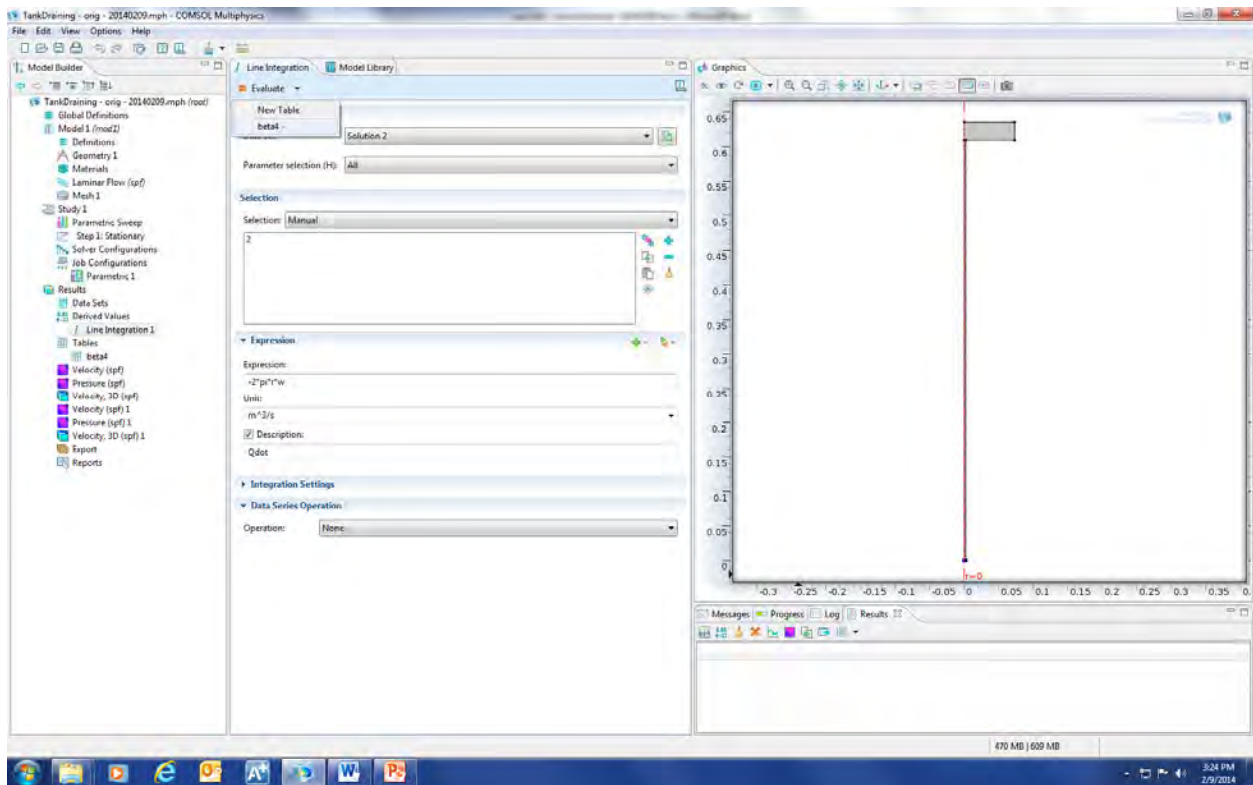 TankDraining - orig - 20140209.mph - COMSOL Multiphysics
File Edit View Options Help
Model Builder
TankDraining - orig - 20140209.mph (root)
Global Definitions
Model 1 (mod1)
Definitions
Geometry 1
Materials
Laminar Flow (spf)
Mesh 1
Study 1
Parametric Sweep
Step 1: Stationary
Solver Configurations
Job Configurations
Parametric 1
Results
Data Sets
Derived Values
Line Integration 1
Tables
beta4
Velocity (spf)
Pressure (spf)
Velocity, 3D (spf)
Velocity (spf) 1
Pressure (spf) 1
Velocity, 3D (spf) 1
Export
Reports
Line Integration Model Library
Evaluate
New Table
beta4 -
Solution 2
Parameter selection (H): All
Selection
Selection: Manual
2
Expression
Expression:
-2*pi*r*w
Unit:
m^3/s
Description:
Qdot
Integration Settings
Data Series Operation
Operation: None
Graphics
0.65
0.6
0.55
0.5
0.45
0.4
0.35
0.3
0.25
0.2
0.15
0.1
0.05
0
r=0
-0.3 -0.25 -0.2 -0.15 -0.1 -0.05 0 0.05 0.1 0.15 0.2 0.25 0.3 0.35 0.
Messages Progress Log Results
470 MB | 609 MB
3:24 PM
2/9/2014